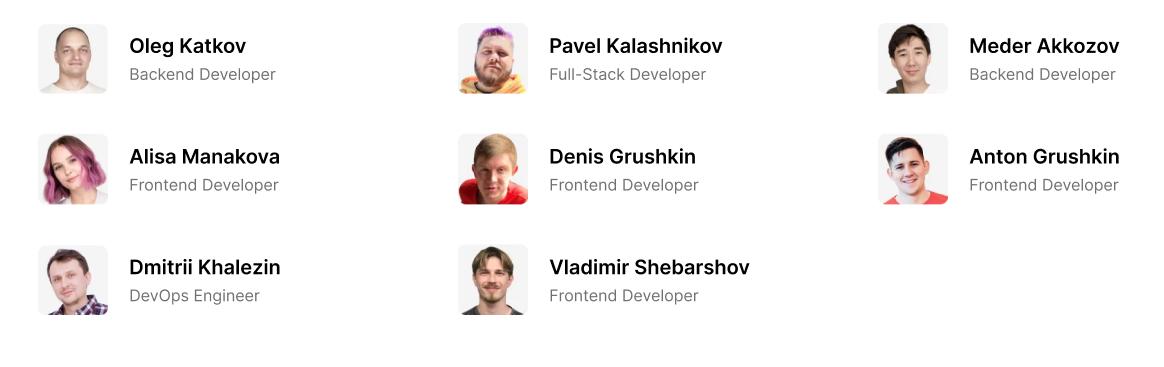 Oleg Katkov
Backend Developer
Pavel Kalashnikov
Full-Stack Developer
Meder Akkozov
Backend Developer
Alisa Manakova
Frontend Developer
Denis Grushkin
Frontend Developer
Anton Grushkin
Frontend Developer
Dmitrii Khalezin
DevOps Engineer
Vladimir Shebarshov
Frontend Developer